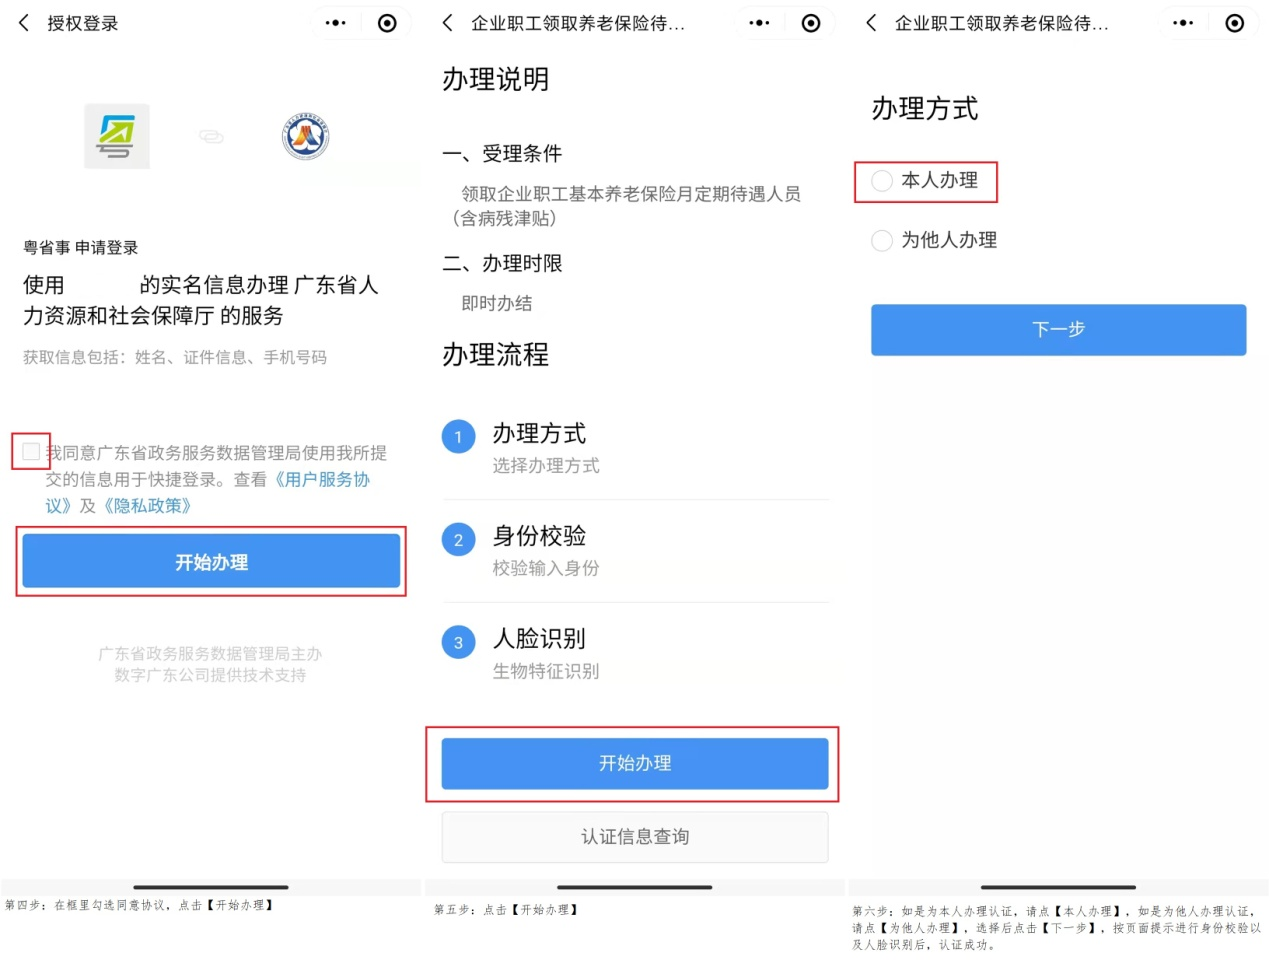 授权登录
粤省事 申请登录
使用 的实名信息办理 广东省人
力资源和社会保障厅 的服务
获取信息包括：姓名、证件信息、手机号码
我同意广东省政务服务数据管理局使用我所提
交的信息用于快捷登录。查看《用户服务协
议》及《隐私政策》
开始办理
广东省政务服务数据管理局主办
数字广东公司提供技术支持
第四步：在框里勾选同意协议，点击【开始办理】
企业职工领取养老保险待...
办理说明
一、受理条件
领取企业职工基本养老保险月定期待遇人员
（含病残津贴）
二、办理时限
即时办结
办理流程
1 办理方式
选择办理方式
2 身份校验
校验输入身份
3 人脸识别
生物特征识别
开始办理
认证信息查询
第五步：点击【开始办理】
企业职工领取养老保险待...
办理方式
本人办理
为他人办理
下一步
第六步：如是为本人办理认证，请点【本人办理】，如是为他人办理认证，
请点【为他人办理】，选择后点击【下一步】，按页面提示进行身份校验以
及人脸识别后，认证成功。